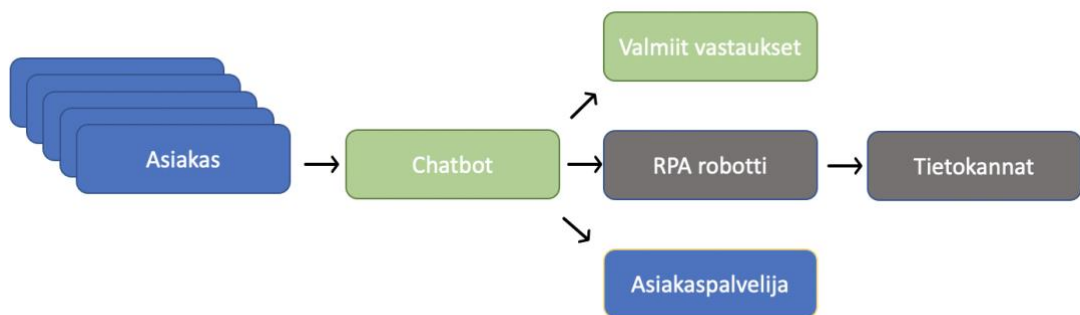 Valmiit vastaukset
Asiakas
Chatbot
RPA robotti
Tietokannat
Asiakaspalvelija